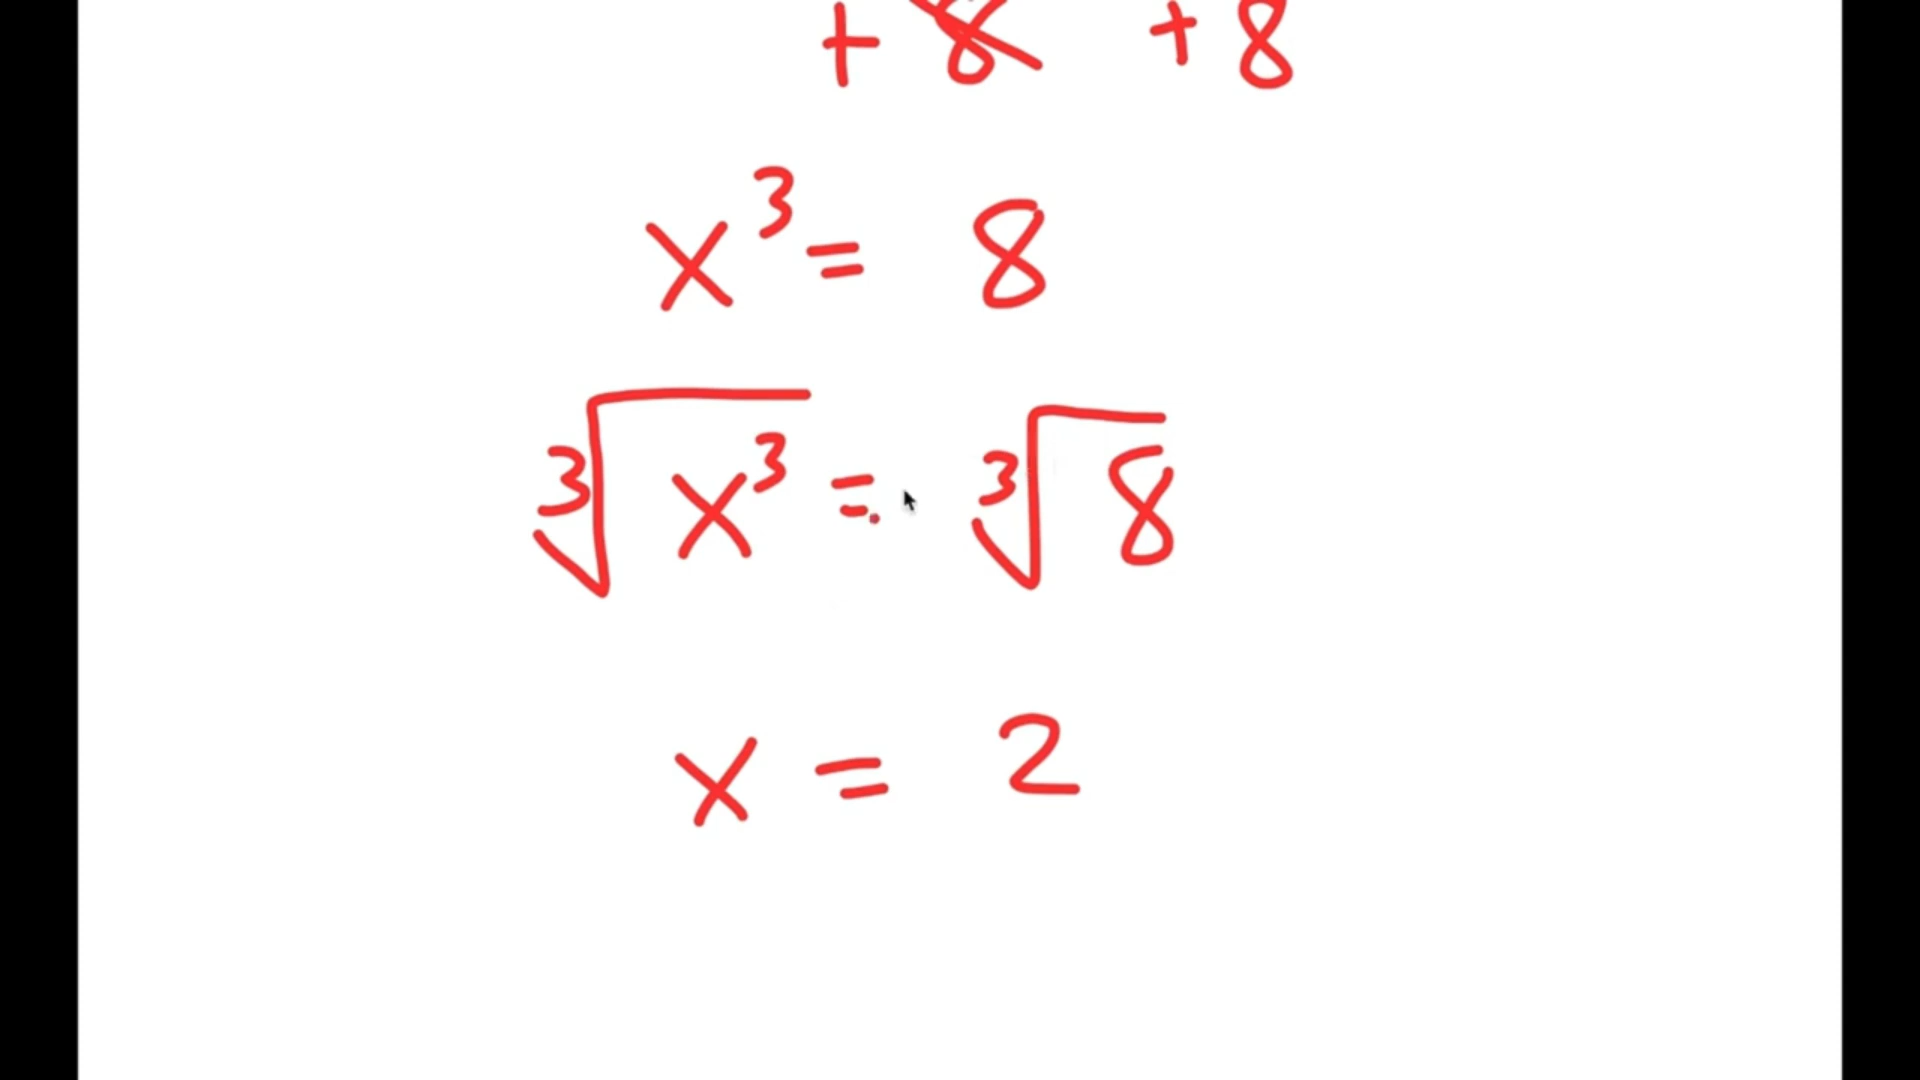 + 8 + 8
x³ = 8
∛x³ = ∛8
x = 2